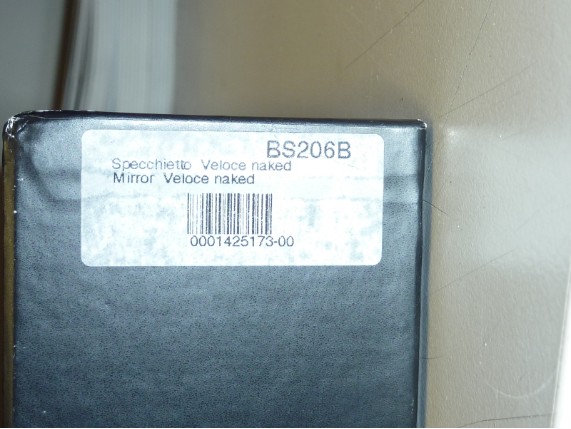 BS206B
Specchietto Veloce naked
Mirror Veloce naked
0001425173-00